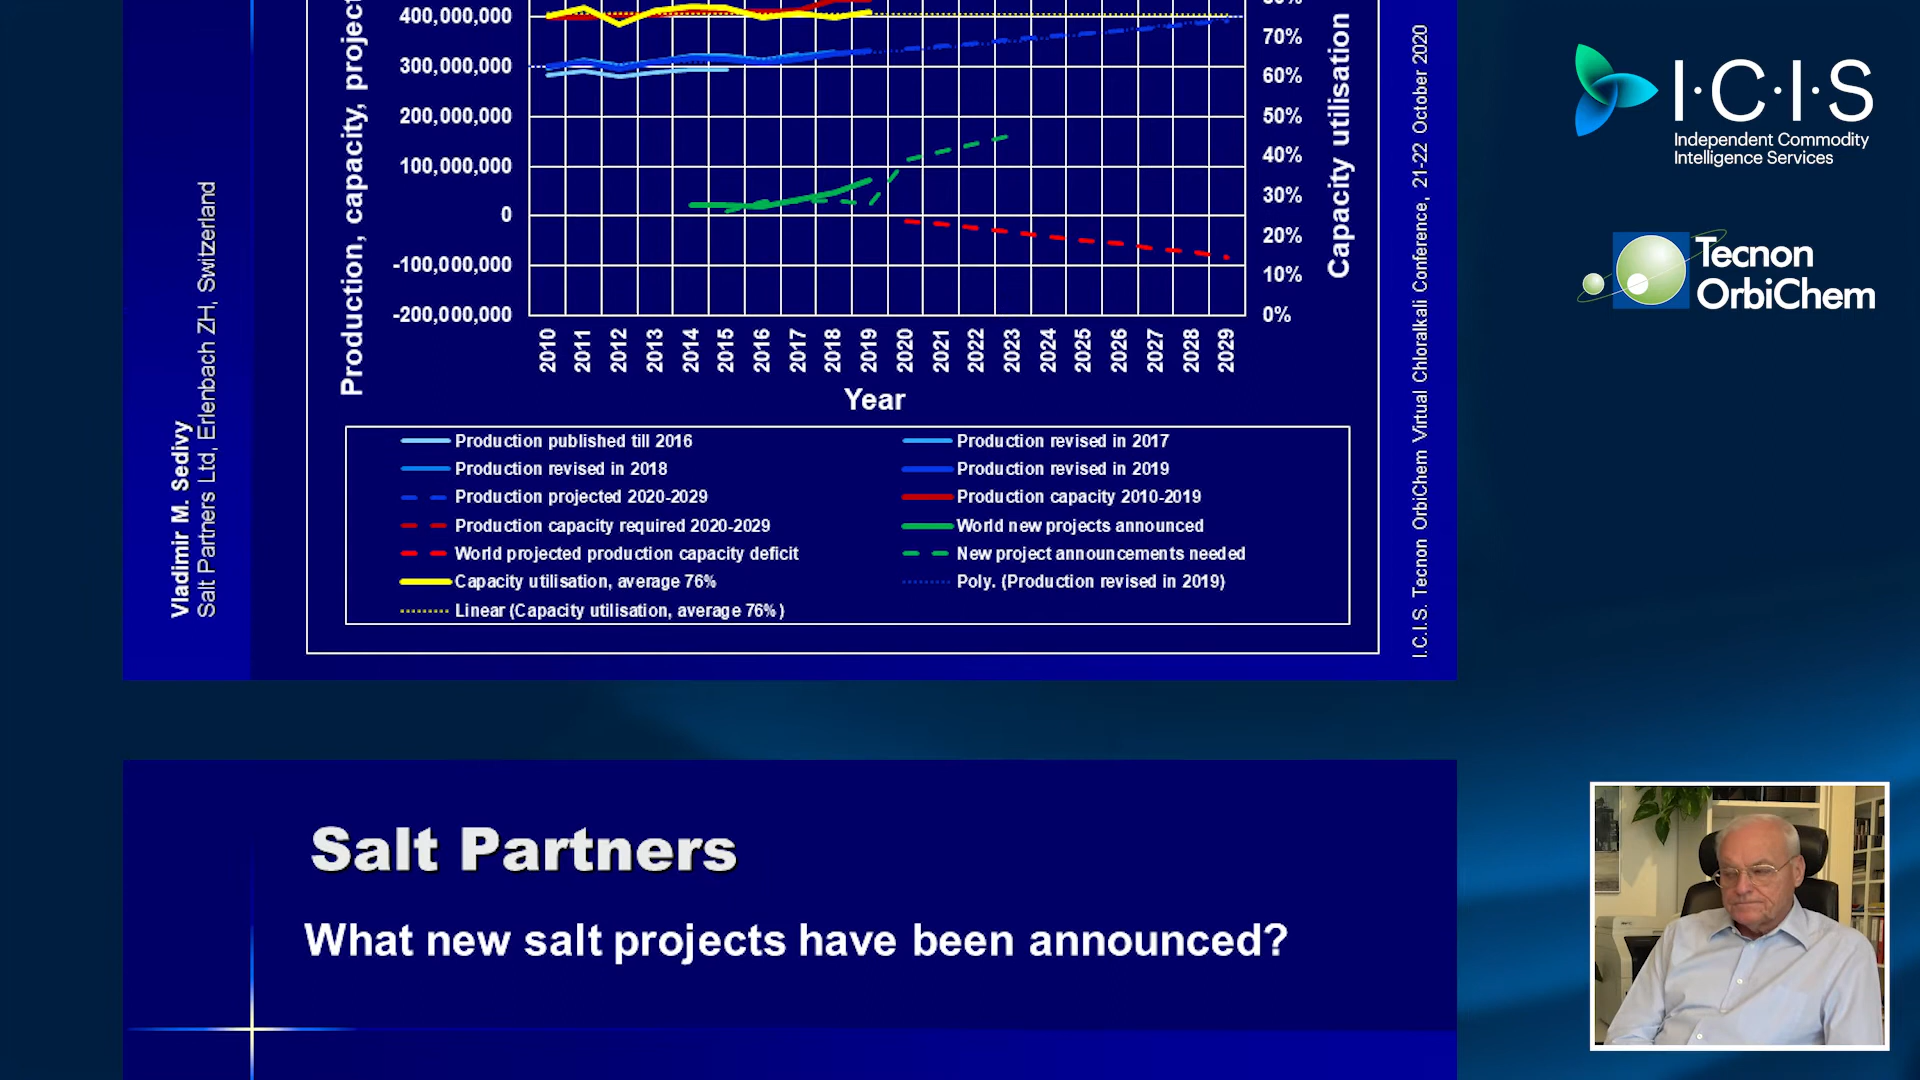 Production, capacity, projec
400,000,000
300,000,000
200,000,000
100,000,000
0
-100,000,000
-200,000,000
70%
60%
50%
40%
30%
20%
10%
0%
Capacity utilisation
2010
2011
2012
2013
2014
2015
2016
2017
2018
2019
2020
2021
2022
2023
2024
2025
2026
2027
2028
2029
Year
Production published till 2016
Production revised in 2017
Production revised in 2018
Production revised in 2019
Production projected 2020-2029
Production capacity 2010-2019
Production capacity required 2020-2029
World new projects announced
World projected production capacity deficit
New project announcements needed
Capacity utilisation, average 76%
Poly. (Production revised in 2019)
Linear (Capacity utilisation, average 76%)
Vladimir M. Sedivy
Salt Partners Ltd, Erlenbach ZH, Switzerland
I.C.I.S. Tecnon OrbiChem Virtual Chloralkali Conference, 21-22 October 2020
I·C·I·S
Independent Commodity
Intelligence Services
Tecnon
OrbiChem
Salt Partners
What new salt projects have been announced?